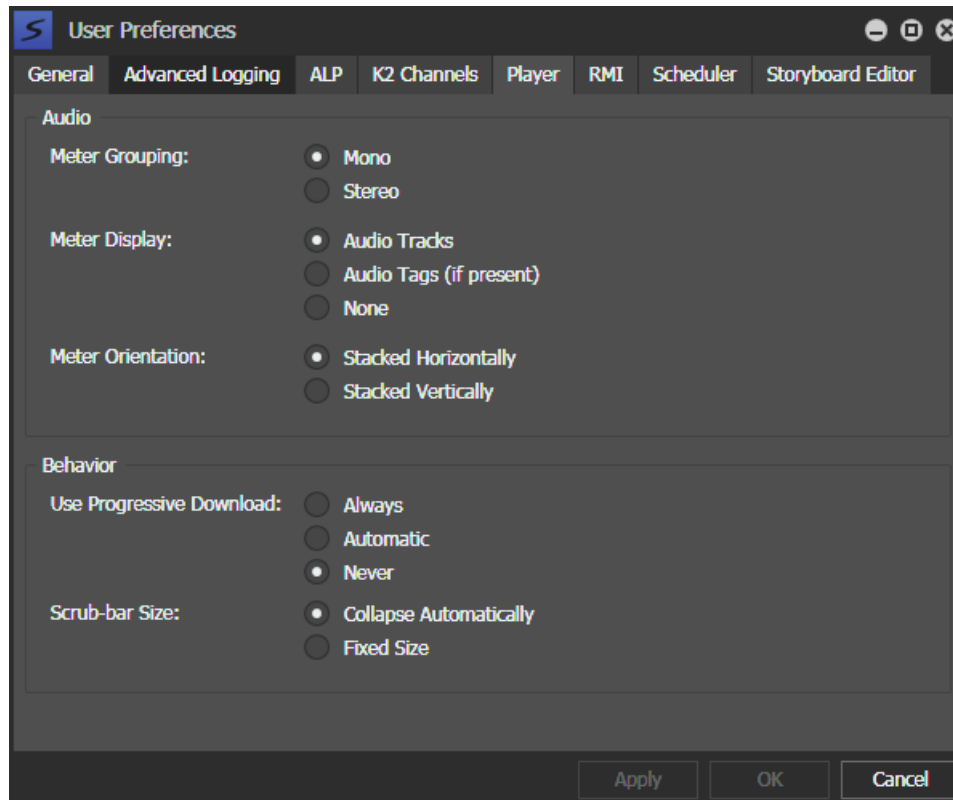 S User Preferences
General Advanced Logging ALP K2 Channels Player RMI Scheduler Storyboard Editor
Audio
Meter Grouping: Mono
Stereo
Meter Display: Audio Tracks
Audio Tags (if present)
None
Meter Orientation: Stacked Horizontally
Stacked Vertically
Behavior
Use Progressive Download: Always
Automatic
Never
Scrub-bar Size: Collapse Automatically
Fixed Size
Apply OK Cancel